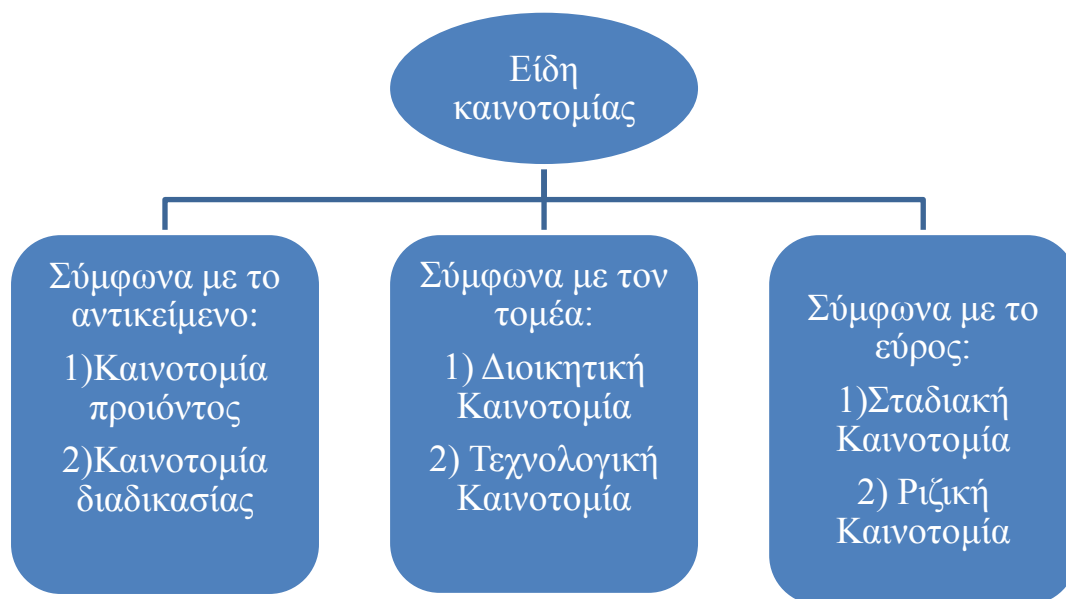 Είδη
καινοτομίας
Σύμφωνα με το
αντικείμενο:
1)Καινοτομία
προιόντος
2)Καινοτομία
διαδικασίας
Σύμφωνα με τον
τομέα:
1) Διοικητική
Καινοτομία
2) Τεχνολογική
Καινοτομία
Σύμφωνα με το
εύρος:
1)Σταδιακή
Καινοτομία
2) Ριζική
Καινοτομία